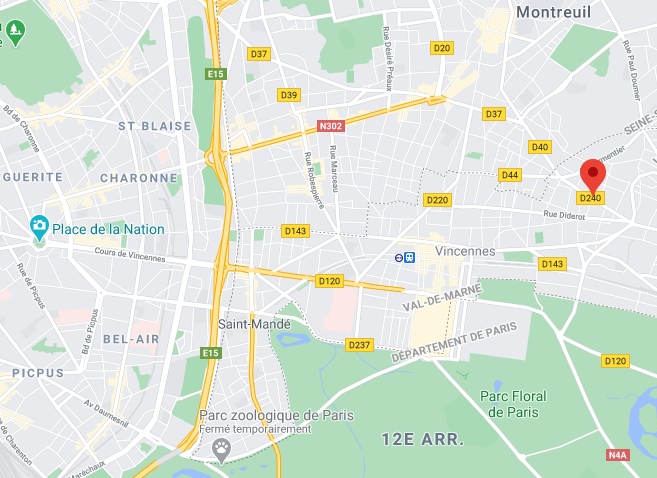 Montreuil
D37
D20
Rue Désiré Préaux
Rue Paul Doumer
E15
D39
Bd de Charonne
ST BLAISE
N302
D37
SEINE-S
D40
CHARONNE
Rue Robespierre
Rue Marceau
D44
D240
GUERITE
D220
Rue Diderot
Place de la Nation
D143
Vincennes
D143
Cours de Vincennes
D120
Rue de Picpus
VAL-DE-MARNE
Bd de Picpus
Saint-Mandé
BEL-AIR
DÉPARTEMENT DE PARIS
D237
E15
D120
PICPUS
Parc Floral
de Paris
Av Daumesnil
Parc zoologique de Paris
Fermé temporairement
12E ARR.
de Charenton
N4A